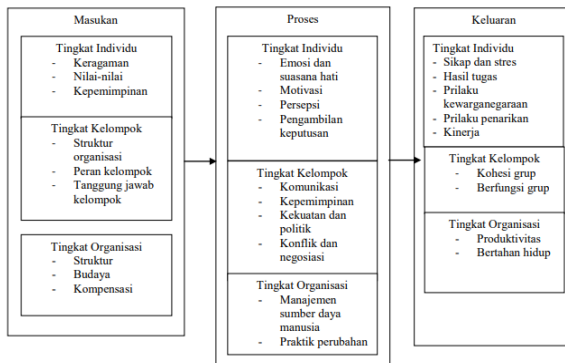 Masukan
Tingkat Individu
- Keragaman
- Nilai-nilai
- Kepemimpinan
Tingkat Kelompok
- Struktur
organisasi
- Peran kelompok
- Tanggung jawab
kelompok
Tingkat Organisasi
- Struktur
- Budaya
- Kompensasi
Proses
Tingkat Individu
- Emosi dan
suasana hati
- Motivasi
- Persepsi
- Pengambilan
keputusan
Tingkat Kelompok
- Komunikasi
- Kepemimpinan
- Kekuatan dan
politik
- Konflik dan
negosiasi
Tingkat Organisasi
- Manajemen
sumber daya
manusia
- Praktik perubahan
Keluaran
Tingkat Individu
- Sikap dan stres
- Hasil tugas
- Prilaku
kewarganegaraan
- Prilaku penarikan
- Kinerja
Tingkat Kelompok
- Kohesi grup
- Berfungsi grup
Tingkat Organisasi
- Produktivitas
- Bertahan hidup